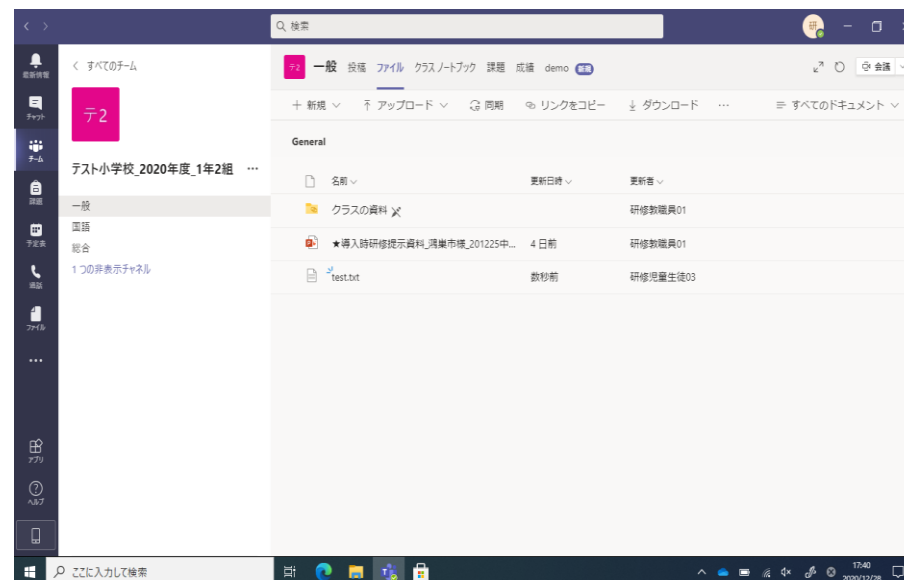 検索
研
最新情報
チャット
チーム
課題
予定表
通話
ファイル
アプリ
ヘルプ
すべてのチーム
テ2
テスト小学校_2020年度_1年2組
一般
国語
総合
1 つの非表示チャネル
テ2 一般 投稿 ファイル クラス ノートブック 課題 成績 demo 新規
会議
新規 アップロード 同期 リンクをコピー ダウンロード すべてのドキュメント
General
名前 更新日時 更新者
クラスの資料 研修教職員01
★導入時研修提示資料_鴻巣市様_201225中... 4 日前 研修教職員01
test.txt 数秒前 研修児童生徒03
ここに入力して検索
17:40
2020/12/28